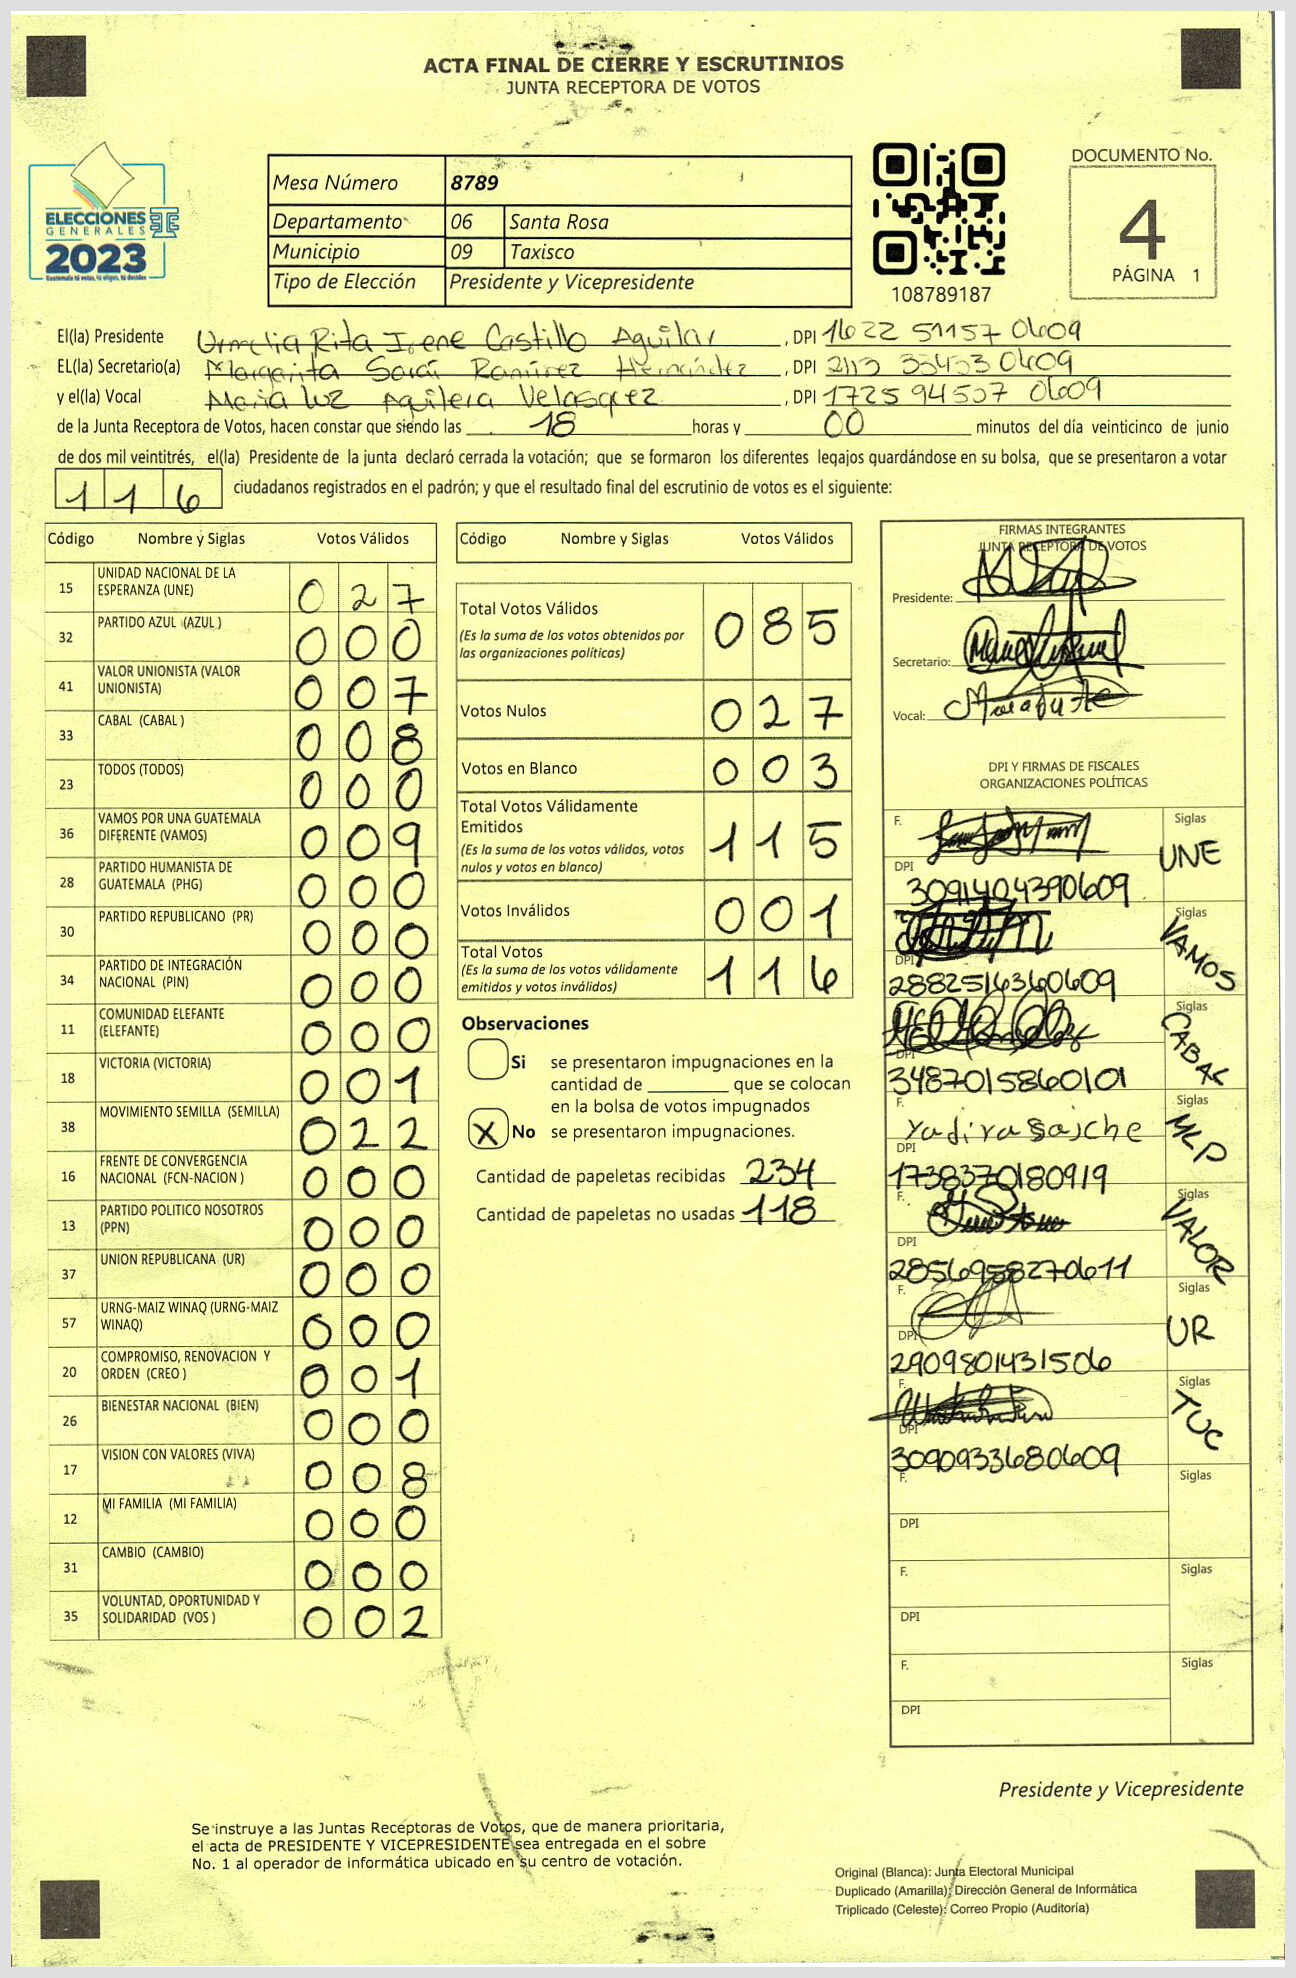 ACTA FINAL DE CIERRE Y ESCRUTINIOS
JUNTA RECEPTORA DE VOTOS
ELECCIONES
GENERALES
2023
Mesa Número 8789
Departamento 06 Santa Rosa
Municipio 09 Taxisco
Tipo de Elección Presidente y Vicepresidente
108789187
DOCUMENTO No.
4
PÁGINA 1
El(la) Presidente Urmelia Rita Irene Castillo Aguilar, DPI 1622 51157 0609
EL(la) Secretario(a) Margarita Saraí Ramírez Hernández, DPI 2113 33433 0609
y el(la) Vocal Maria Luz Aguilera Velasquez, DPI 1725 94507 0609
de la Junta Receptora de Votos, hacen constar que siendo las 18 horas y 00 minutos del día veinticinco de junio
de dos mil veintitrés, el(la) Presidente de la junta declaró cerrada la votación; que se formaron los diferentes legajos guardándose en su bolsa, que se presentaron a votar
116 ciudadanos registrados en el padrón; y que el resultado final del escrutinio de votos es el siguiente:
Código Nombre y Siglas Votos Válidos
15 UNIDAD NACIONAL DE LA ESPERANZA (UNE) 027
32 PARTIDO AZUL (AZUL ) 000
41 VALOR UNIONISTA (VALOR UNIONISTA) 007
33 CABAL (CABAL ) 008
23 TODOS (TODOS) 000
36 VAMOS POR UNA GUATEMALA DIFERENTE (VAMOS) 009
28 PARTIDO HUMANISTA DE GUATEMALA (PHG) 000
30 PARTIDO REPUBLICANO (PR) 000
34 PARTIDO DE INTEGRACIÓN NACIONAL (PIN) 000
11 COMUNIDAD ELEFANTE (ELEFANTE) 000
18 VICTORIA (VICTORIA) 001
38 MOVIMIENTO SEMILLA (SEMILLA) 022
16 FRENTE DE CONVERGENCIA NACIONAL (FCN-NACION ) 000
13 PARTIDO POLITICO NOSOTROS (PPN) 000
37 UNION REPUBLICANA (UR) 000
57 URNG-MAIZ WINAQ (URNG-MAIZ WINAQ) 000
20 COMPROMISO, RENOVACION Y ORDEN (CREO ) 001
26 BIENESTAR NACIONAL (BIEN) 000
17 VISION CON VALORES (VIVA) 008
12 MI FAMILIA (MI FAMILIA) 000
31 CAMBIO (CAMBIO) 000
35 VOLUNTAD, OPORTUNIDAD Y SOLIDARIDAD (VOS ) 002
Código Nombre y Siglas Votos Válidos
Total Votos Válidos 085
(Es la suma de los votos obtenidos por
las organizaciones políticas)
Votos Nulos 027
Votos en Blanco 003
Total Votos Válidamente
Emitidos 115
(Es la suma de los votos válidos, votos
nulos y votos en blanco)
Votos Inválidos 001
Total Votos 116
(Es la suma de los votos válidamente
emitidos y votos inválidos)
Observaciones
Si se presentaron impugnaciones en la
cantidad de ________ que se colocan
en la bolsa de votos impugnados
X No se presentaron impugnaciones.
Cantidad de papeletas recibidas 234
Cantidad de papeletas no usadas 118
FIRMAS INTEGRANTES
JUNTA RECEPTORA DE VOTOS
Presidente:
Secretario:
Vocal:
DPI Y FIRMAS DE FISCALES
ORGANIZACIONES POLÍTICAS
F. Siglas UNE
DPI 3091404390609
Siglas VAMOS
DPI 2882516360609
Siglas CABAL
DPI 3487015860101
F. Yadira Sajche Siglas MLP
DPI 1738370180919
F. Siglas VALOR
DPI 2856958270611
F. Siglas UR
DPI 2909801431506
F. Siglas TUC
DPI 3090933680609
F. Siglas
DPI
F. Siglas
DPI
F. Siglas
DPI
Presidente y Vicepresidente
Se instruye a las Juntas Receptoras de Votos, que de manera prioritaria,
el acta de PRESIDENTE Y VICEPRESIDENTE sea entregada en el sobre
No. 1 al operador de informática ubicado en su centro de votación.
Original (Blanca): Junta Electoral Municipal
Duplicado (Amarilla): Dirección General de Informática
Triplicado (Celeste): Correo Propio (Auditoría)